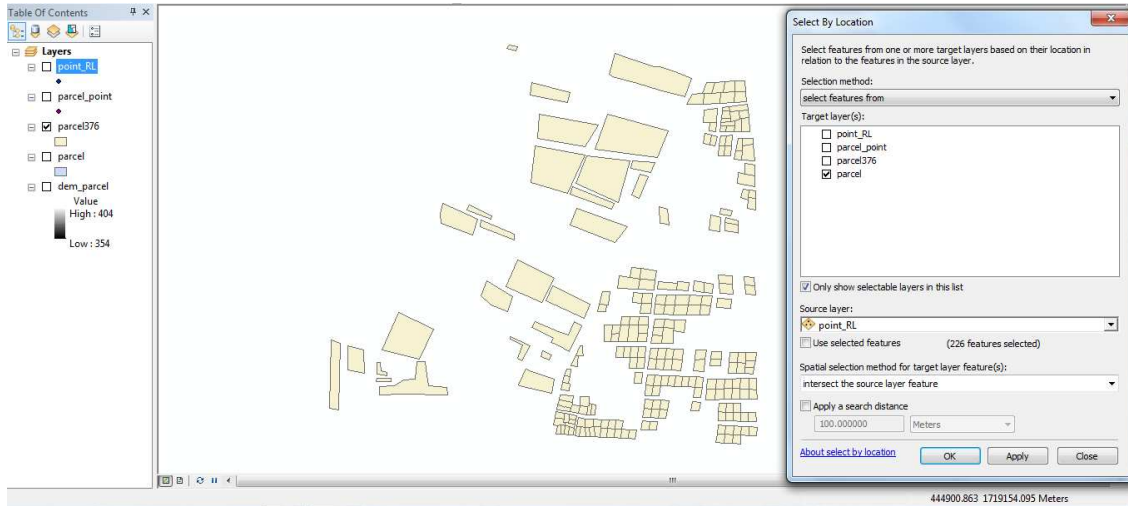 Table Of Contents
Layers
point_RL
parcel_point
parcel376
parcel
dem_parcel
Value
High : 404
Low : 354
Select By Location
Select features from one or more target layers based on their location in
relation to the features in the source layer.
Selection method:
select features from
Target layer(s):
point_RL
parcel_point
parcel376
parcel
Only show selectable layers in this list
Source layer:
point_RL
Use selected features (226 features selected)
Spatial selection method for target layer feature(s):
intersect the source layer feature
Apply a search distance
100.000000 Meters
About select by location OK Apply Close
444900.863 1719154.095 Meters